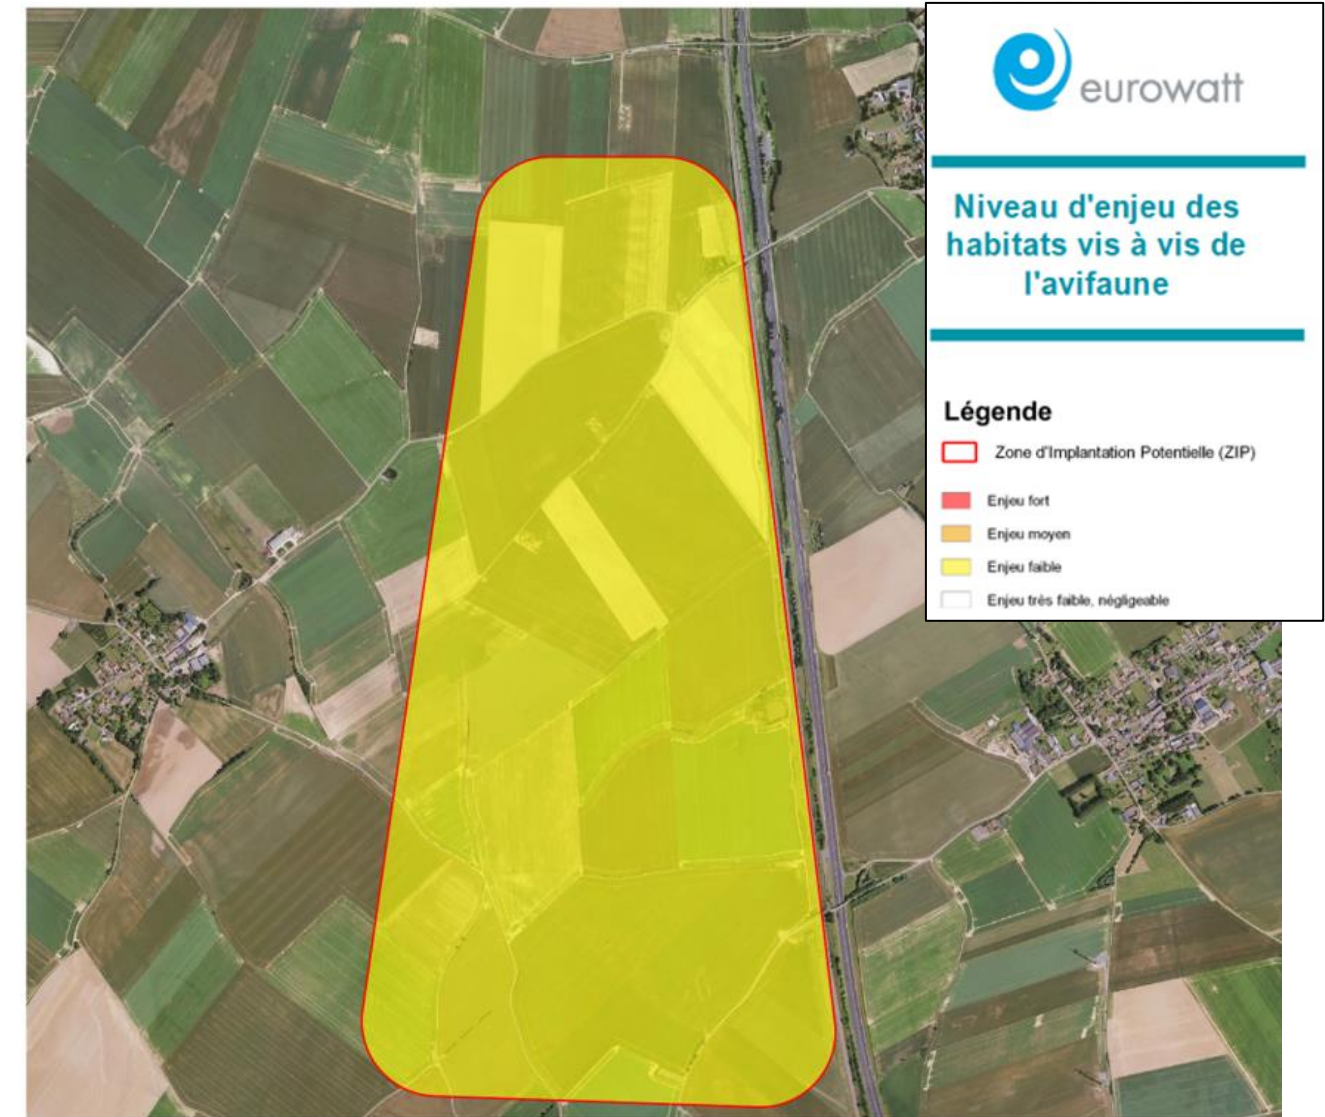 eurowatt
Niveau d'enjeu des
habitats vis à vis de
l'avifaune
Légende
Zone d'Implantation Potentielle (ZIP)
Enjeu fort
Enjeu moyen
Enjeu faible
Enjeu très faible, négligeable